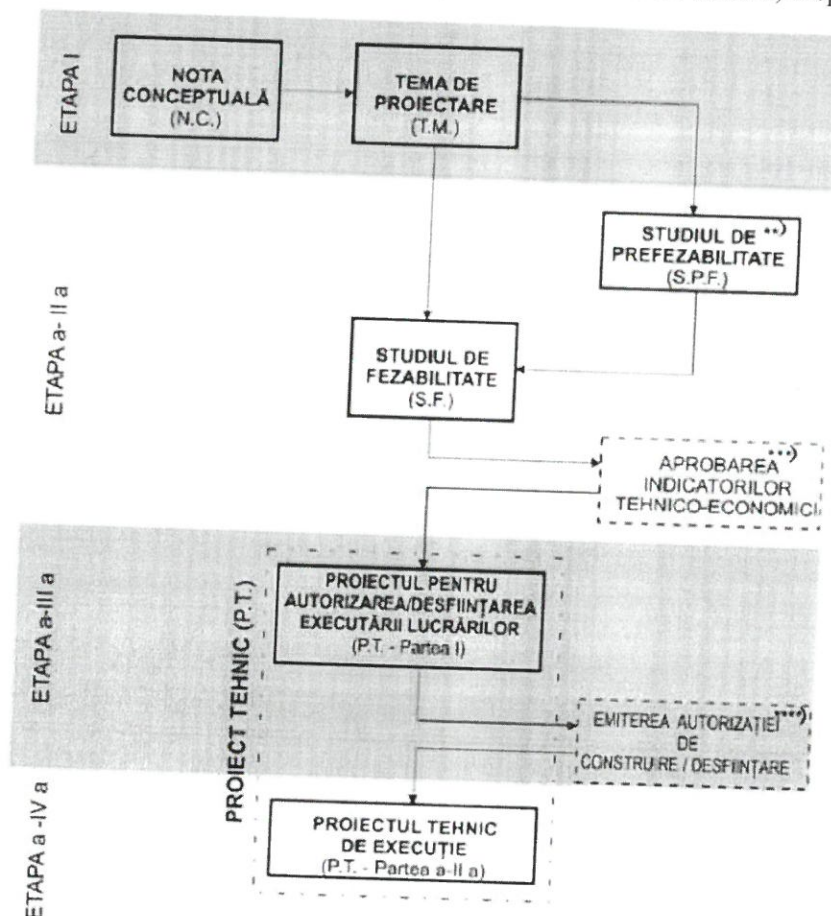 ETAPA I
NOTA
CONCEPTUALĂ
(N.C.)
TEMA DE
PROIECTARE
(T.M.)
ETAPA a- II a
STUDIUL DE **)
PREFEZABILITATE
(S.P.F.)
STUDIUL DE
FEZABILITATE
(S.F.)
APROBAREA ***)
INDICATORILOR
TEHNICO-ECONOMICI
ETAPA a-III a
PROIECT TEHNIC (P.T.)
PROIECTUL PENTRU
AUTORIZAREA/DESFIINȚAREA
EXECUTĂRII LUCRĂRILOR
(P.T. - Partea I)
EMITEREA AUTORIZAȚIEI ****)
DE
CONSTRUIRE / DESFIINȚARE
ETAPA a -IV a
PROIECTUL TEHNIC
DE EXECUȚIE
(P.T. - Partea a-II a)